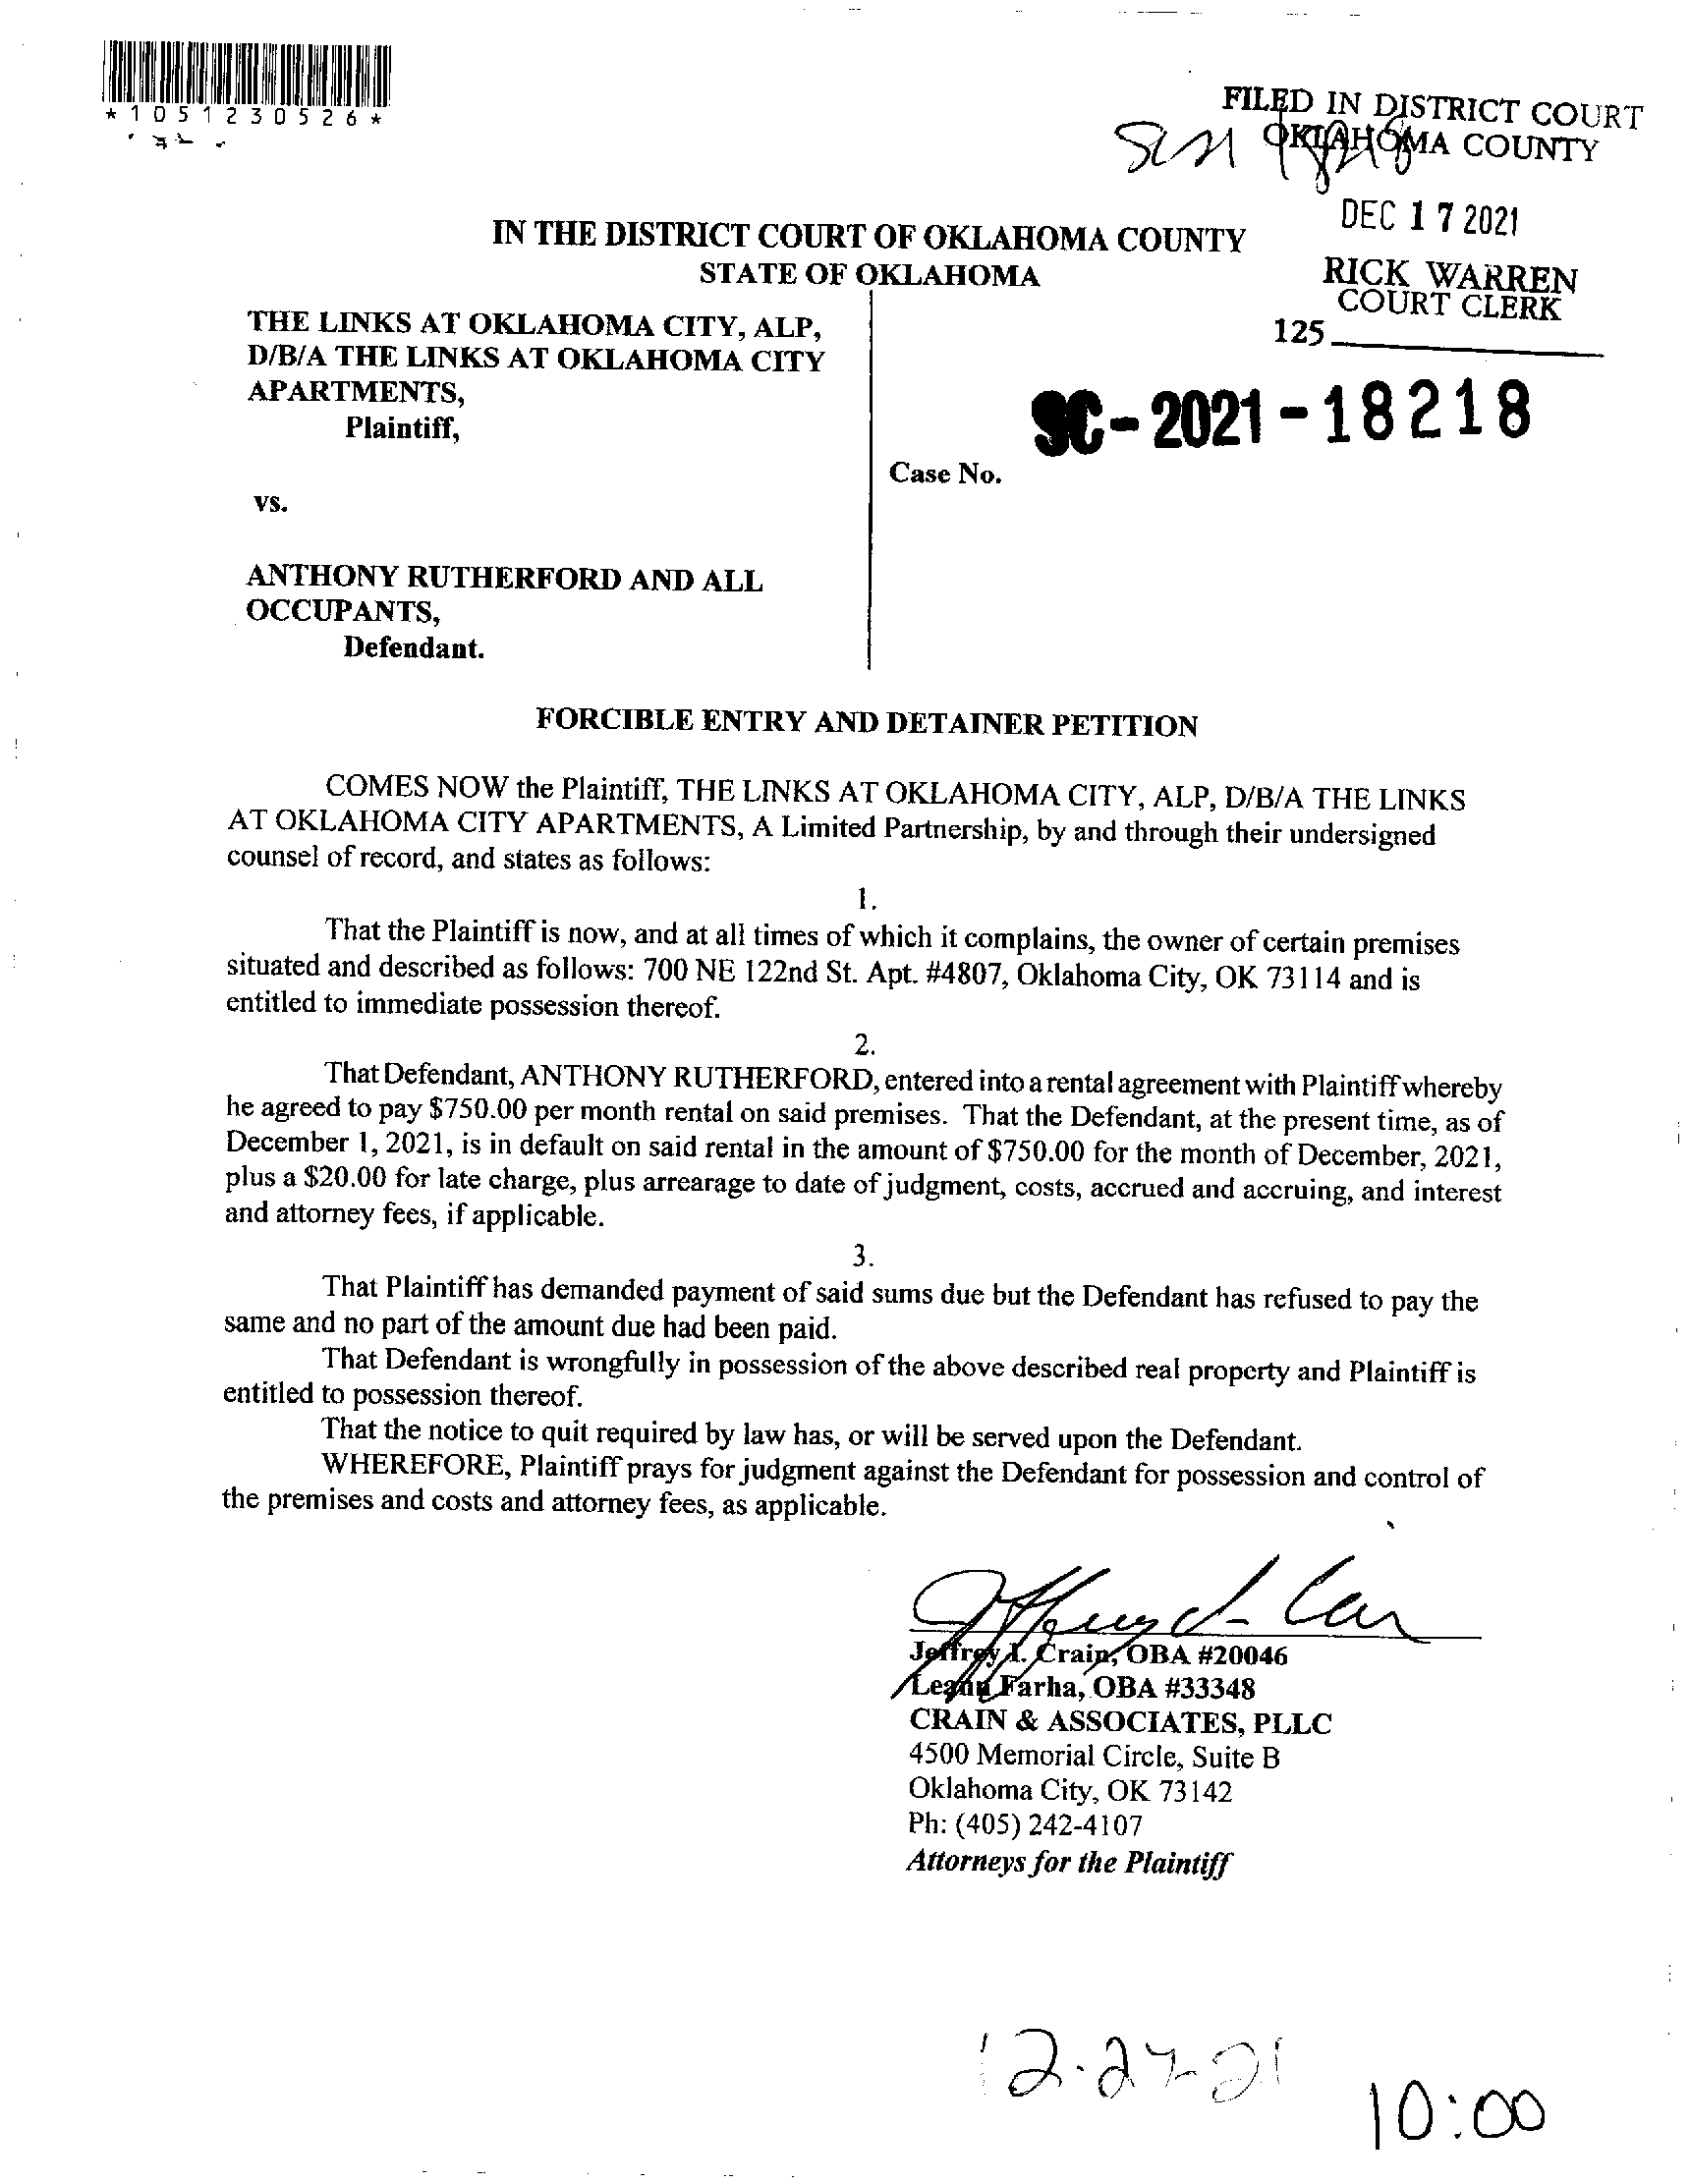 *1051230526*
FILED IN DISTRICT COURT
OKLAHOMA COUNTY
DEC 17 2021
RICK WARREN
COURT CLERK
125
IN THE DISTRICT COURT OF OKLAHOMA COUNTY
STATE OF OKLAHOMA
THE LINKS AT OKLAHOMA CITY, ALP,
D/B/A THE LINKS AT OKLAHOMA CITY
APARTMENTS,
Plaintiff,
SC-2021-18218
Case No.
vs.
ANTHONY RUTHERFORD AND ALL
OCCUPANTS,
Defendant.
FORCIBLE ENTRY AND DETAINER PETITION
COMES NOW the Plaintiff, THE LINKS AT OKLAHOMA CITY, ALP, D/B/A THE LINKS
AT OKLAHOMA CITY APARTMENTS, A Limited Partnership, by and through their undersigned
counsel of record, and states as follows:
1.
That the Plaintiff is now, and at all times of which it complains, the owner of certain premises
situated and described as follows: 700 NE 122nd St. Apt. #4807, Oklahoma City, OK 73114 and is
entitled to immediate possession thereof.
2.
That Defendant, ANTHONY RUTHERFORD, entered into a rental agreement with Plaintiff whereby
he agreed to pay $750.00 per month rental on said premises. That the Defendant, at the present time, as of
December 1, 2021, is in default on said rental in the amount of $750.00 for the month of December, 2021,
plus a $20.00 for late charge, plus arrearage to date of judgment, costs, accrued and accruing, and interest
and attorney fees, if applicable.
3.
That Plaintiff has demanded payment of said sums due but the Defendant has refused to pay the
same and no part of the amount due had been paid.
That Defendant is wrongfully in possession of the above described real property and Plaintiff is
entitled to possession thereof.
That the notice to quit required by law has, or will be served upon the Defendant.
WHEREFORE, Plaintiff prays for judgment against the Defendant for possession and control of
the premises and costs and attorney fees, as applicable.
Jeffrey I. Crain, OBA #20046
Leann Farha, OBA #33348
CRAIN & ASSOCIATES, PLLC
4500 Memorial Circle, Suite B
Oklahoma City, OK 73142
Ph: (405) 242-4107
Attorneys for the Plaintiff
12-27-21
10:00